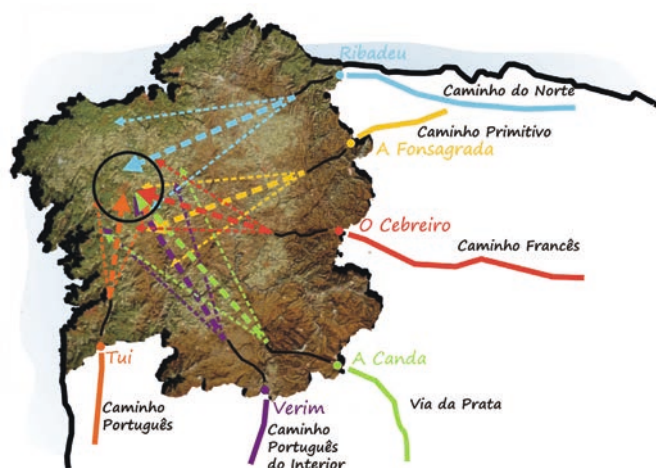 Ribadeu
Caminho do Norte
Caminho Primitivo
A Fonsagrada
O Cebreiro
Caminho Francês
A Canda
Via da Prata
Tui
Caminho
Português
Verim
Caminho
Português
do Interior